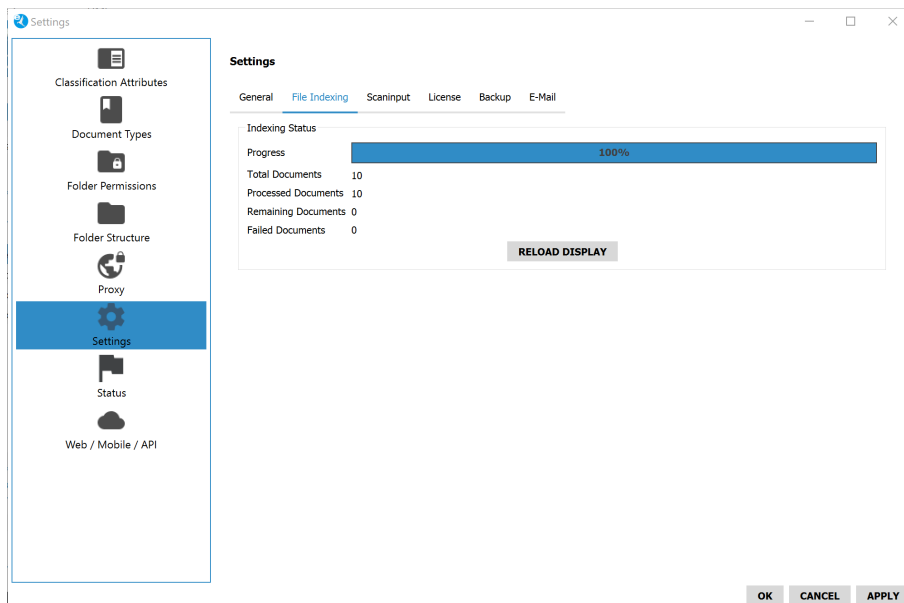 Settings
Classification Attributes
Document Types
Folder Permissions
Folder Structure
Proxy
Settings
Status
Web / Mobile / API
Settings
General File Indexing Scaninput License Backup E-Mail
Indexing Status
Progress 100%
Total Documents 10
Processed Documents 10
Remaining Documents 0
Failed Documents 0
RELOAD DISPLAY
OK CANCEL APPLY